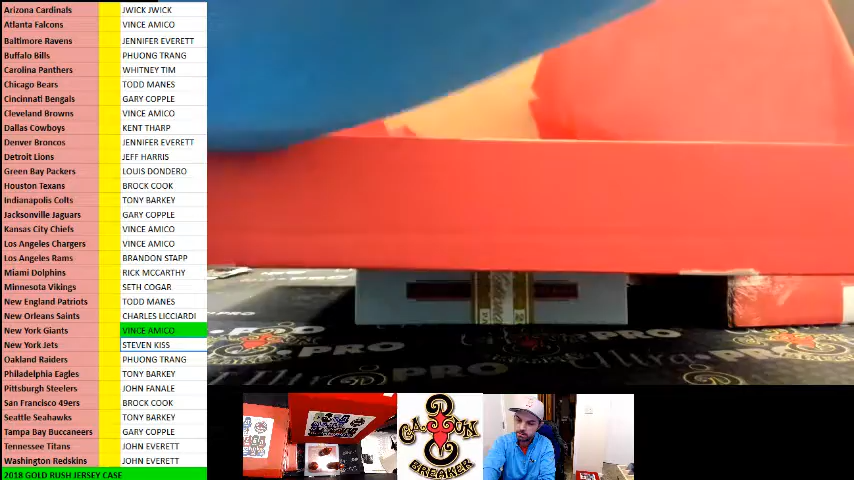 Arizona Cardinals JWICK JWICK
Atlanta Falcons VINCE AMICO
Baltimore Ravens JENNIFER EVERETT
Buffalo Bills PHUONG TRANG
Carolina Panthers WHITNEY TIM
Chicago Bears TODD MANES
Cincinnati Bengals GARY COPPLE
Cleveland Browns VINCE AMICO
Dallas Cowboys KENT THARP
Denver Broncos JENNIFER EVERETT
Detroit Lions JEFF HARRIS
Green Bay Packers LOUIS DONDERO
Houston Texans BROCK COOK
Indianapolis Colts TONY BARKEY
Jacksonville Jaguars GARY COPPLE
Kansas City Chiefs VINCE AMICO
Los Angeles Chargers VINCE AMICO
Los Angeles Rams BRANDON STAPP
Miami Dolphins RICK MCCARTHY
Minnesota Vikings SETH COGAR
New England Patriots TODD MANES
New Orleans Saints CHARLES LICCIARDI
New York Giants VINCE AMICO
New York Jets STEVEN KISS
Oakland Raiders PHUONG TRANG
Philadelphia Eagles TONY BARKEY
Pittsburgh Steelers JOHN FANALE
San Francisco 49ers BROCK COOK
Seattle Seahawks TONY BARKEY
Tampa Bay Buccaneers GARY COPPLE
Tennessee Titans JOHN EVERETT
Washington Redskins JOHN EVERETT
2018 GOLD RUSH JERSEY CASE
PRO
PRO
Ultra PRO
PRO
BREAKER